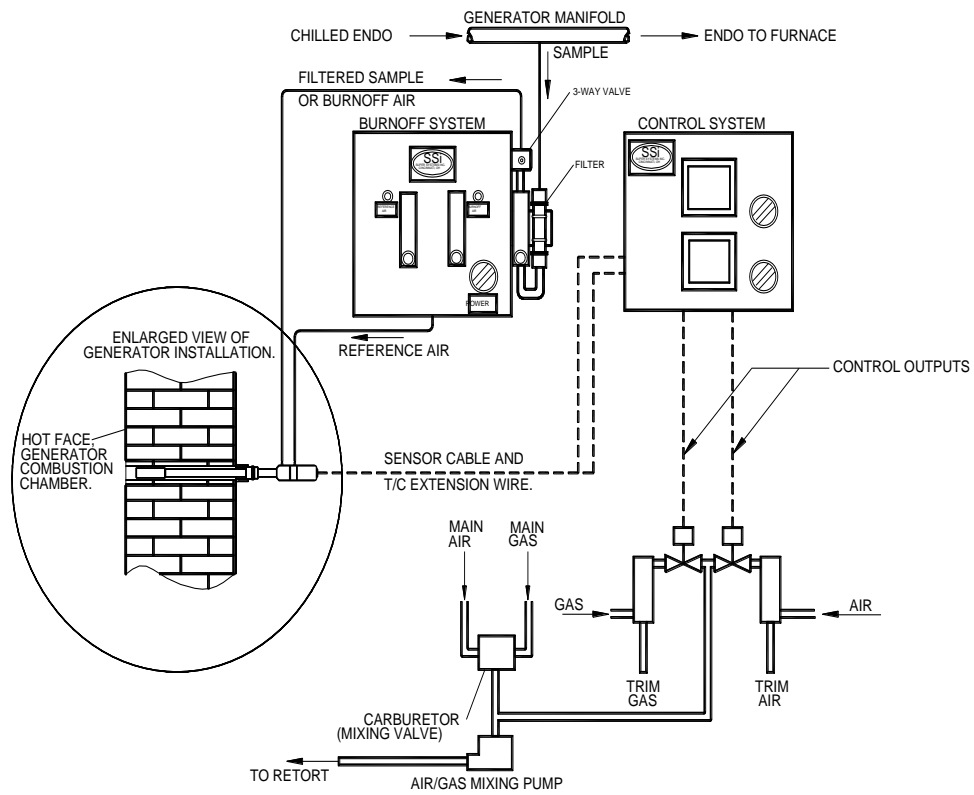 GENERATOR MANIFOLD
CHILLED ENDO
ENDO TO FURNACE
SAMPLE
FILTERED SAMPLE
OR BURNOFF AIR
3-WAY VALVE
BURNOFF SYSTEM
CONTROL SYSTEM
SSi
SSi
FILTER
POWER
ENLARGED VIEW OF
GENERATOR INSTALLATION.
REFERENCE AIR
CONTROL OUTPUTS
HOT FACE,
GENERATOR
COMBUSTION
CHAMBER.
SENSOR CABLE AND
T/C EXTENSION WIRE.
MAIN
AIR
MAIN
GAS
GAS
AIR
TRIM
GAS
TRIM
AIR
CARBURETOR
(MIXING VALVE)
TO RETORT
AIR/GAS MIXING PUMP